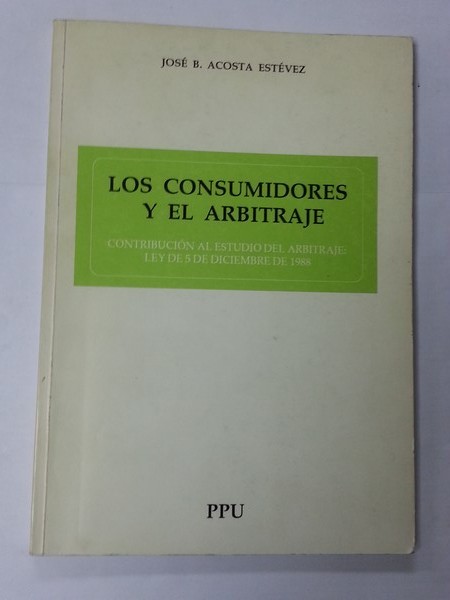 JOSÉ B. ACOSTA ESTÉVEZ
LOS CONSUMIDORES
Y EL ARBITRAJE
CONTRIBUCIÓN AL ESTUDIO DEL ARBITRAJE:
LEY DE 5 DE DICIEMBRE DE 1988
PPU